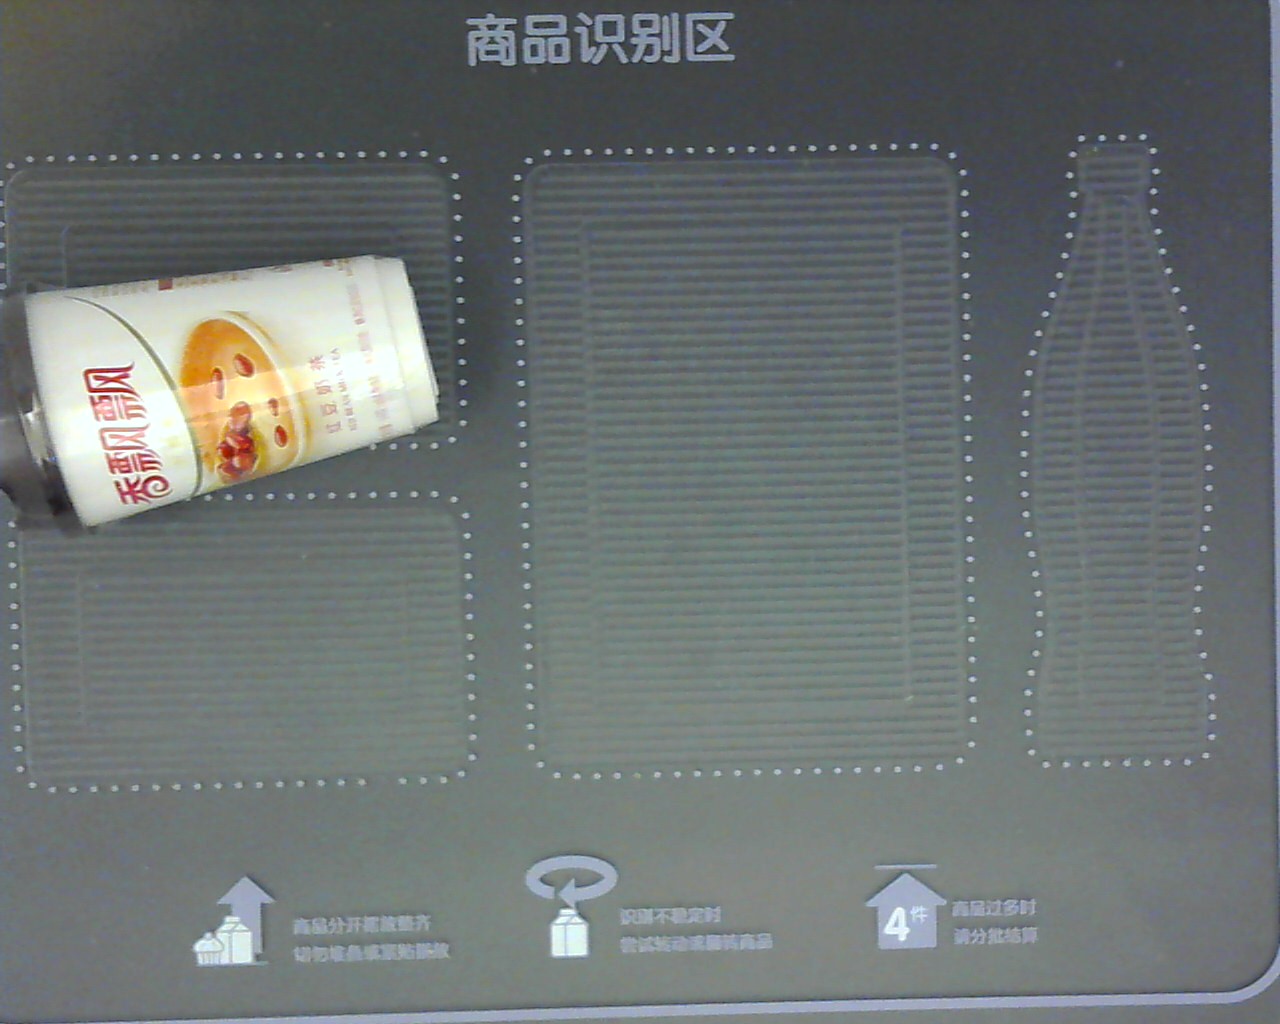 商品识别区
香飘飘
红豆奶茶
商品分开摆放整齐
切勿堆叠或紧贴摆放
识别不稳定时
尝试转动或翻转商品
4件
商品过多时
请分批结算